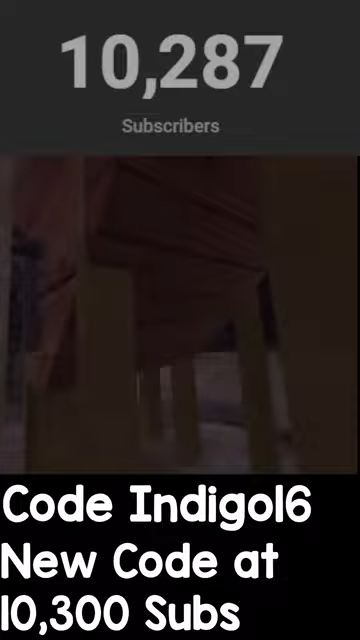 10,287
Subscribers
Code Indigo16
New Code at
10,300 Subs